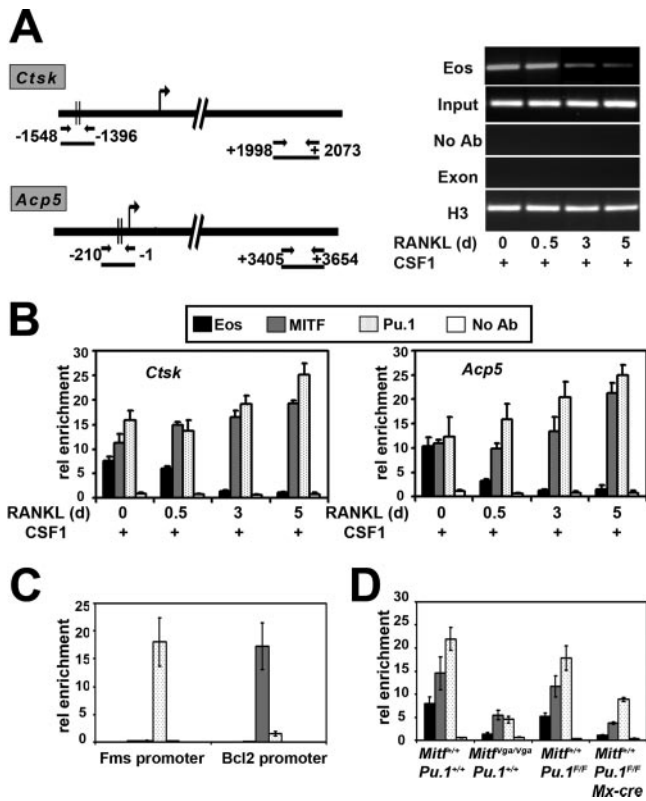 A
Ctsk
-1548 -1396
+1998 + 2073
Acp5
-210 -1
+3405 +3654
Eos
Input
No Ab
Exon
H3
RANKL (d) 0 0.5 3 5
CSF1 + + + +
B
Eos MITF Pu.1 No Ab
rel enrichment
30
25
20
15
10
5
0
Ctsk
RANKL (d) 0 0.5 3 5
CSF1 + + + +
rel enrichment
30
25
20
15
10
5
0
Acp5
RANKL (d) 0 0.5 3 5
CSF1 + + + +
C
rel enrichment
25
20
15
10
5
0
Fms promoter Bcl2 promoter
D
rel enrichment
25
20
15
10
5
0
Mitf+/+ Mitfvga/vga Mitf+/+ Mitf+/+
Pu.1+/+ Pu.1+/+ Pu.1F/F Pu.1F/F
Mx-cre